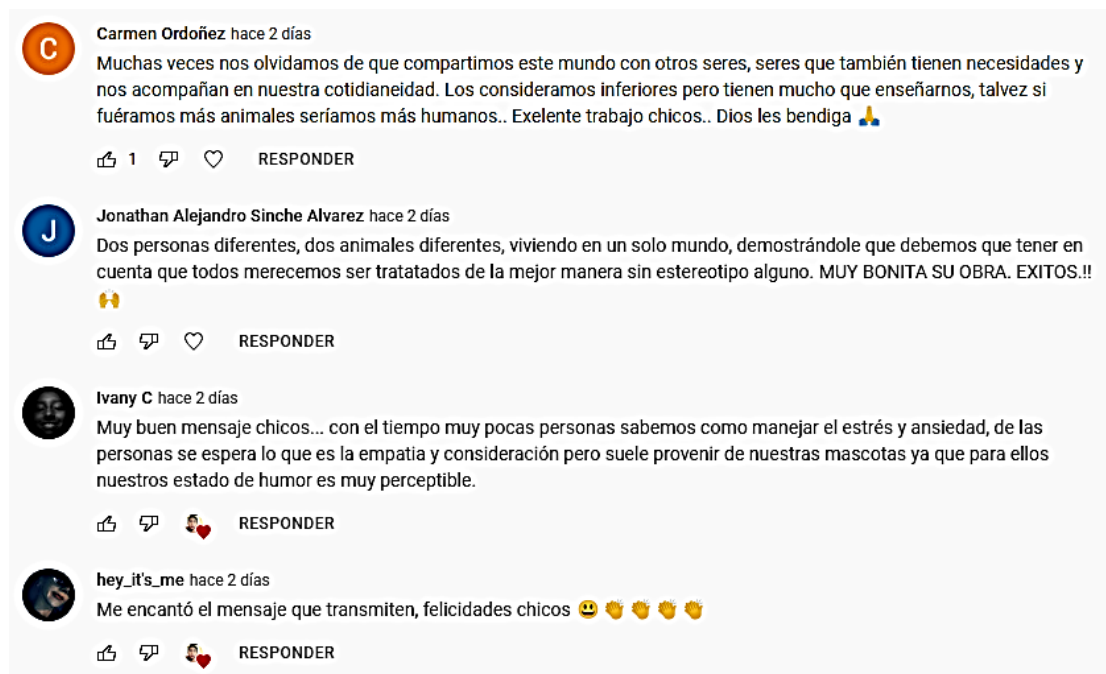 C
Carmen Ordoñez hace 2 días
Muchas veces nos olvidamos de que compartimos este mundo con otros seres, seres que también tienen necesidades y
nos acompañan en nuestra cotidianeidad. Los consideramos inferiores pero tienen mucho que enseñarnos, talvez si
fuéramos más animales seríamos más humanos.. Exelente trabajo chicos.. Dios les bendiga 🙏
1 RESPONDER
J
Jonathan Alejandro Sinche Alvarez hace 2 días
Dos personas diferentes, dos animales diferentes, viviendo en un solo mundo, demostrándole que debemos que tener en
cuenta que todos merecemos ser tratatados de la mejor manera sin estereotipo alguno. MUY BONITA SU OBRA. EXITOS.!!
🙌
RESPONDER
Ivany C hace 2 días
Muy buen mensaje chicos... con el tiempo muy pocas personas sabemos como manejar el estrés y ansiedad, de las
personas se espera lo que es la empatia y consideración pero suele provenir de nuestras mascotas ya que para ellos
nuestros estado de humor es muy perceptible.
RESPONDER
hey_it's_me hace 2 días
Me encantó el mensaje que transmiten, felicidades chicos 😃👏👏👏👏
RESPONDER